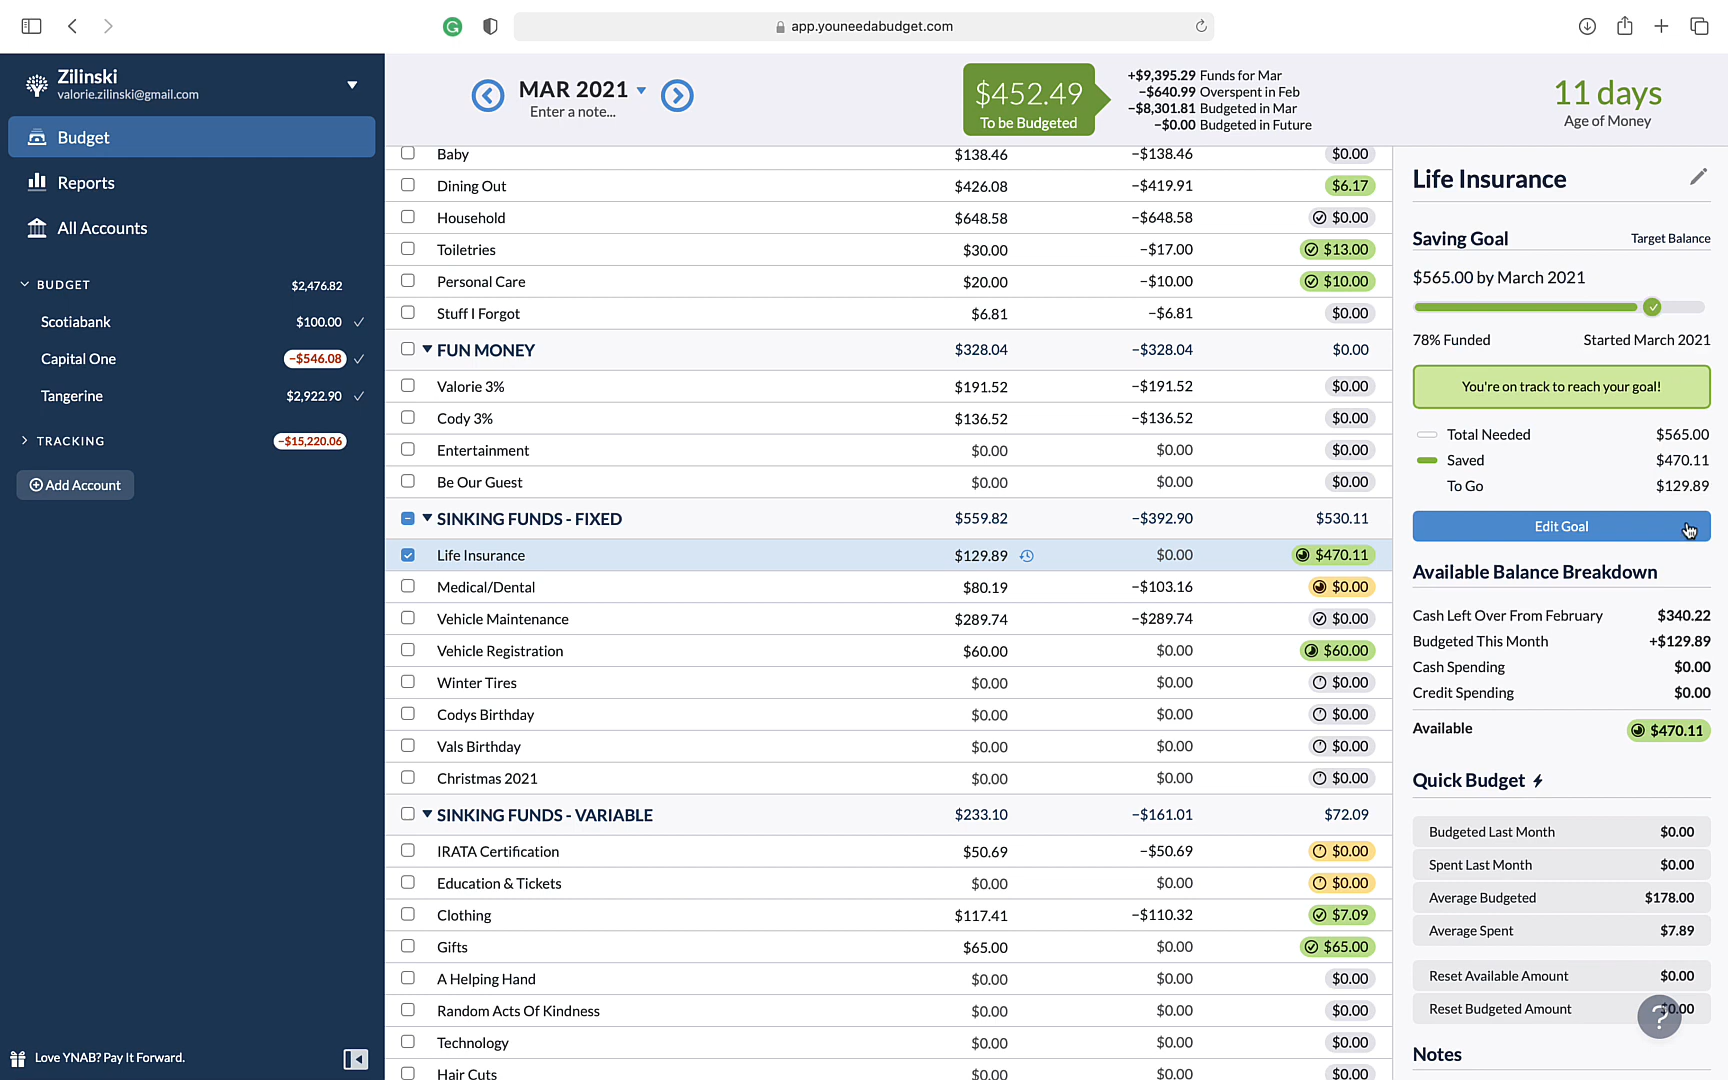 app.youneedabudget.com
Zilinski
valorie.zilinski@gmail.com
Budget
Reports
All Accounts
BUDGET $2,476.82
Scotiabank $100.00
Capital One −$546.08
Tangerine $2,922.90
TRACKING −$15,220.06
Add Account
Love YNAB? Pay It Forward.
MAR 2021
Enter a note...
$452.49
To be Budgeted
+$9,395.29 Funds for Mar
−$640.99 Overspent in Feb
−$8,301.81 Budgeted in Mar
−$0.00 Budgeted in Future
11 days
Age of Money
Baby $138.46 −$138.46 $0.00
Dining Out $426.08 −$419.91 $6.17
Household $648.58 −$648.58 $0.00
Toiletries $30.00 −$17.00 $13.00
Personal Care $20.00 −$10.00 $10.00
Stuff I Forgot $6.81 −$6.81 $0.00
FUN MONEY $328.04 −$328.04 $0.00
Valorie 3% $191.52 −$191.52 $0.00
Cody 3% $136.52 −$136.52 $0.00
Entertainment $0.00 $0.00 $0.00
Be Our Guest $0.00 $0.00 $0.00
SINKING FUNDS - FIXED $559.82 −$392.90 $530.11
Life Insurance $129.89 $0.00 $470.11
Medical/Dental $80.19 −$103.16 $0.00
Vehicle Maintenance $289.74 −$289.74 $0.00
Vehicle Registration $60.00 $0.00 $60.00
Winter Tires $0.00 $0.00 $0.00
Codys Birthday $0.00 $0.00 $0.00
Vals Birthday $0.00 $0.00 $0.00
Christmas 2021 $0.00 $0.00 $0.00
SINKING FUNDS - VARIABLE $233.10 −$161.01 $72.09
IRATA Certification $50.69 −$50.69 $0.00
Education & Tickets $0.00 $0.00 $0.00
Clothing $117.41 −$110.32 $7.09
Gifts $65.00 $0.00 $65.00
A Helping Hand $0.00 $0.00 $0.00
Random Acts Of Kindness $0.00 $0.00 $0.00
Technology $0.00 $0.00 $0.00
Hair Cuts $0.00 $0.00 $0.00
Life Insurance
Saving Goal Target Balance
$565.00 by March 2021
78% Funded Started March 2021
You're on track to reach your goal!
Total Needed $565.00
Saved $470.11
To Go $129.89
Edit Goal
Available Balance Breakdown
Cash Left Over From February $340.22
Budgeted This Month +$129.89
Cash Spending $0.00
Credit Spending $0.00
Available $470.11
Quick Budget
Budgeted Last Month $0.00
Spent Last Month $0.00
Average Budgeted $178.00
Average Spent $7.89
Reset Available Amount $0.00
Reset Budgeted Amount $0.00
?
Notes